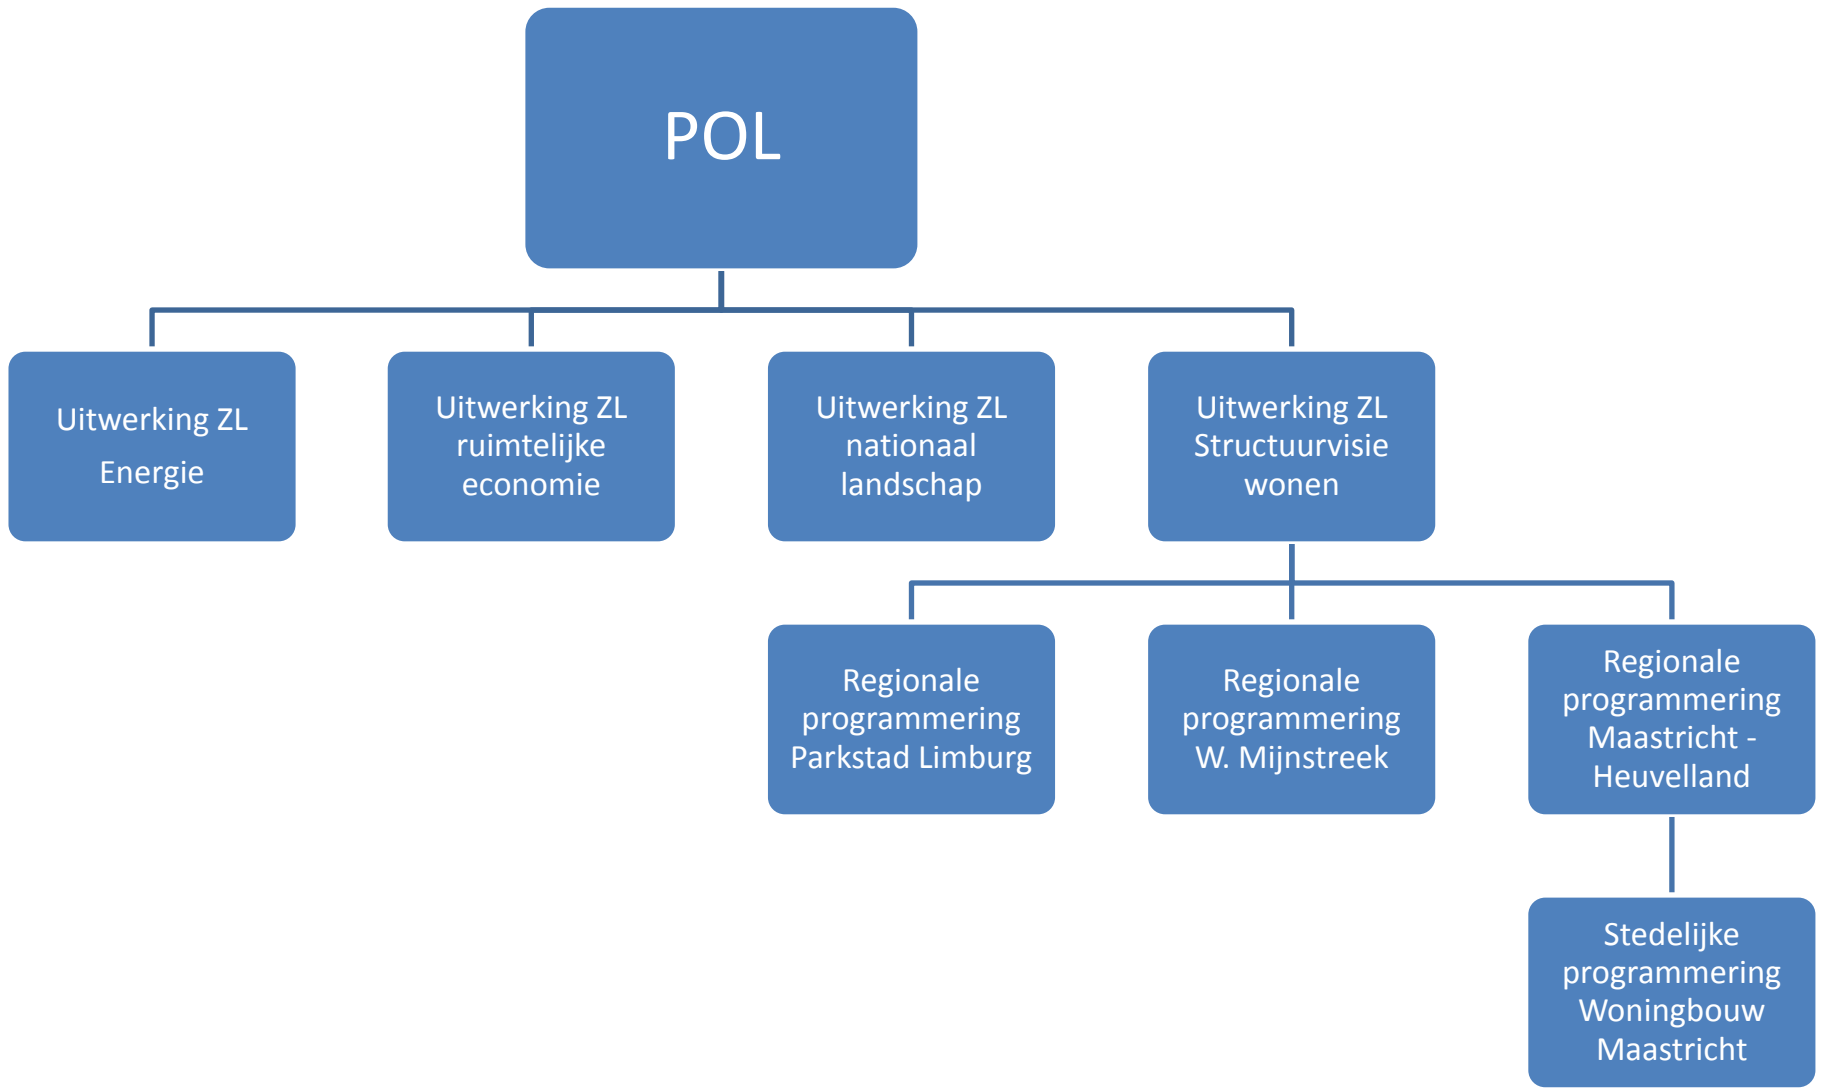 POL
Uitwerking ZL
Energie
Uitwerking ZL
ruimtelijke
economie
Uitwerking ZL
nationaal
landschap
Uitwerking ZL
Structuurvisie
wonen
Regionale
programmering
Parkstad Limburg
Regionale
programmering
W. Mijnstreek
Regionale
programmering
Maastricht -
Heuvelland
Stedelijke
programmering
Woningbouw
Maastricht